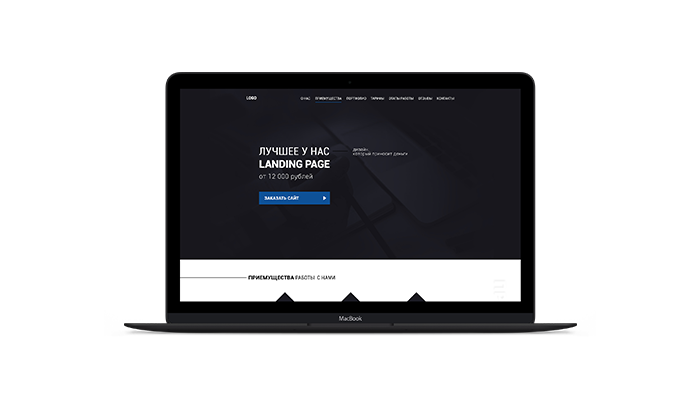 LOGO
О НАС ПРЕИМУЩЕСТВА ПОРТФОЛИО ТАРИФЫ ЭТАПЫ РАБОТЫ ОТЗЫВЫ КОНТАКТЫ
ЛУЧШЕЕ У НАС
LANDING PAGE
от 12 000 рублей
дизайн,
который приносит деньги
ЗАКАЗАТЬ САЙТ
ПРИЕМУЩЕСТВА РАБОТЫ С НАМИ
MacBook